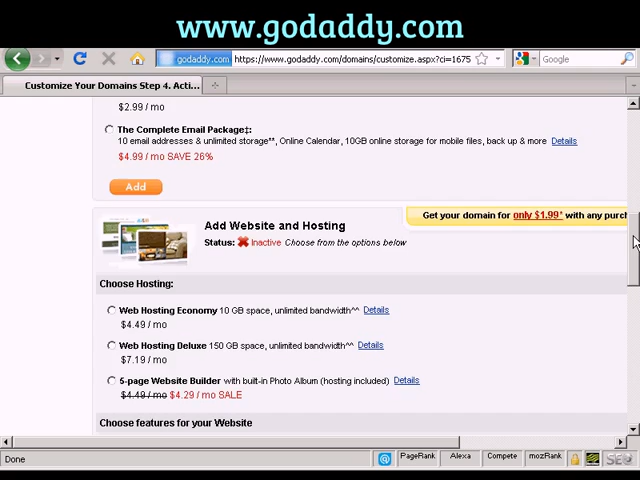 www.godaddy.com
godaddy.com https://www.godaddy.com/domains/customize.aspx?ci=1675 Google
Customize Your Domains Step 4. Acti...
$2.99 / mo
The Complete Email Package‡:
10 email addresses & unlimited storage**, Online Calendar, 10GB online storage for mobile files, back up & more Details
$4.99 / mo SAVE 26%
Add
Get your domain for only $1.99* with any purch
Add Website and Hosting
Status: Inactive Choose from the options below
Choose Hosting:
Web Hosting Economy 10 GB space, unlimited bandwidth^^ Details
$4.49 / mo
Web Hosting Deluxe 150 GB space, unlimited bandwidth^^ Details
$7.19 / mo
5-page Website Builder with built-in Photo Album (hosting included) Details
$4.49 / mo $4.29 / mo SALE
Choose features for your Website
Done PageRank Alexa Compete mozRank SEO